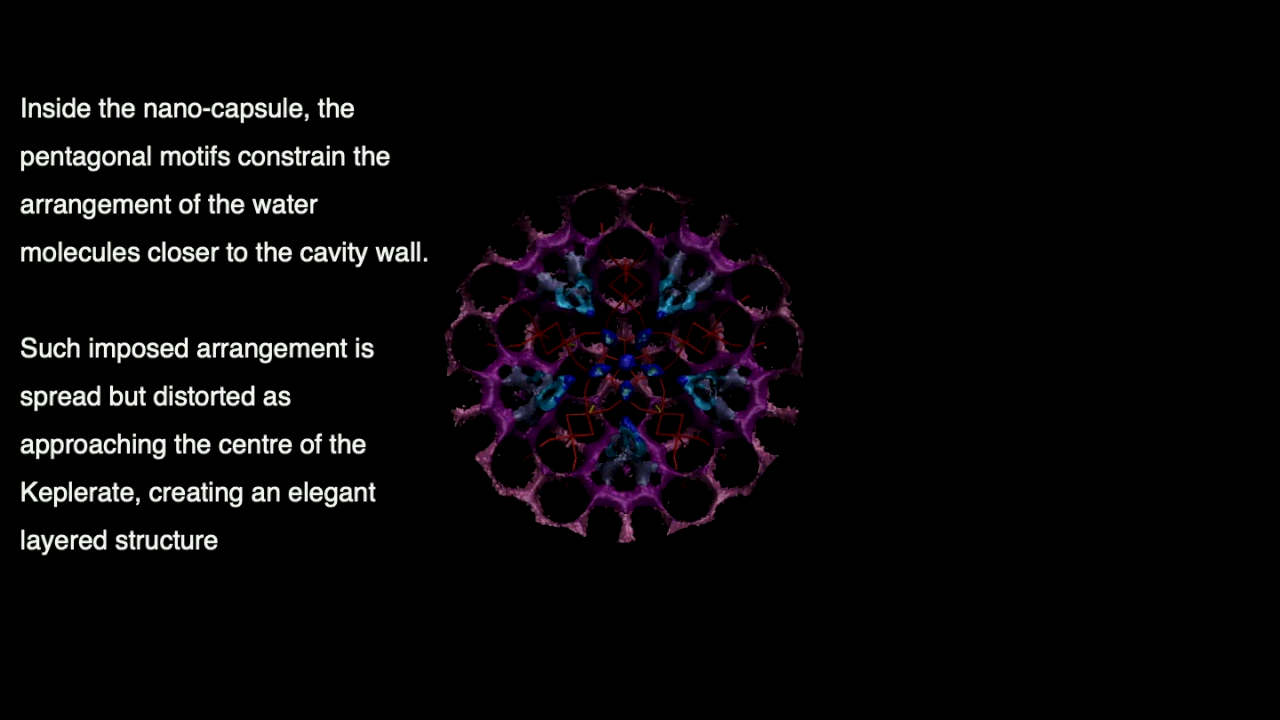 Inside the nano-capsule, the
pentagonal motifs constrain the
arrangement of the water
molecules closer to the cavity wall.
Such imposed arrangement is
spread but distorted as
approaching the centre of the
Keplerate, creating an elegant
layered structure